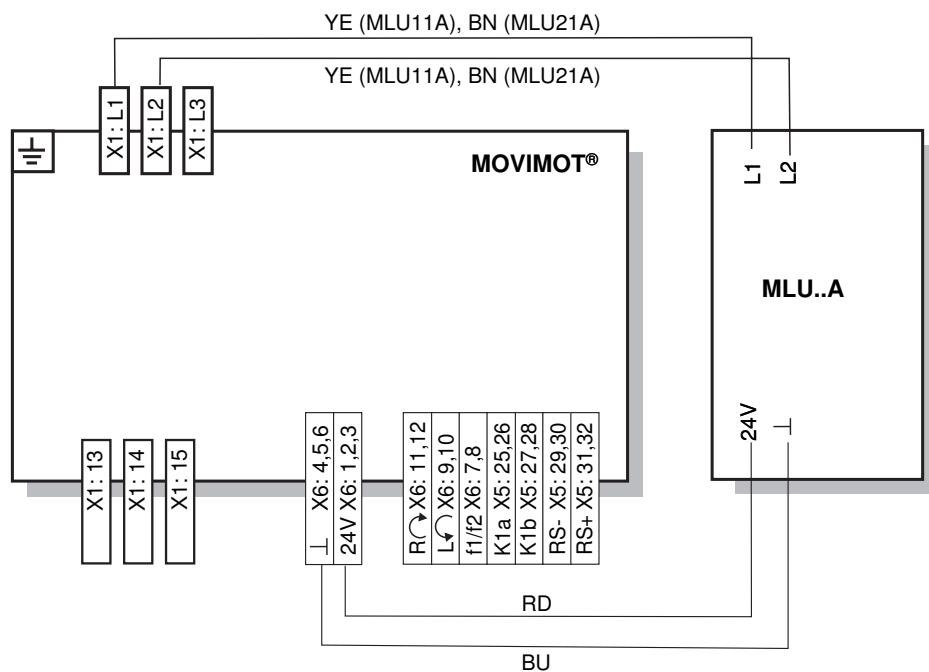 YE (MLU11A), BN (MLU21A)
YE (MLU11A), BN (MLU21A)
X1: L1
X1: L2
X1: L3
MOVIMOT®
L1
L2
MLU..A
24V
⊥
X1: 13
X1: 14
X1: 15
⊥ X6: 4,5,6
24V X6: 1,2,3
R X6: 11,12
L X6: 9,10
f1/f2 X6: 7,8
K1a X5: 25,26
K1b X5: 27,28
RS- X5: 29,30
RS+ X5: 31,32
RD
BU